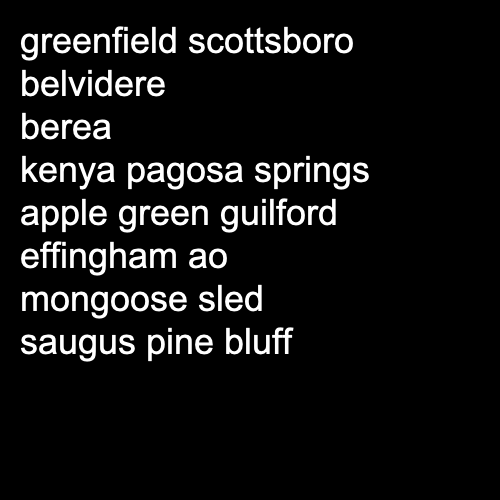 greenfield scottsboro
belvidere
berea
kenya pagosa springs
apple green guilford
effingham ao
mongoose sled
saugus pine bluff